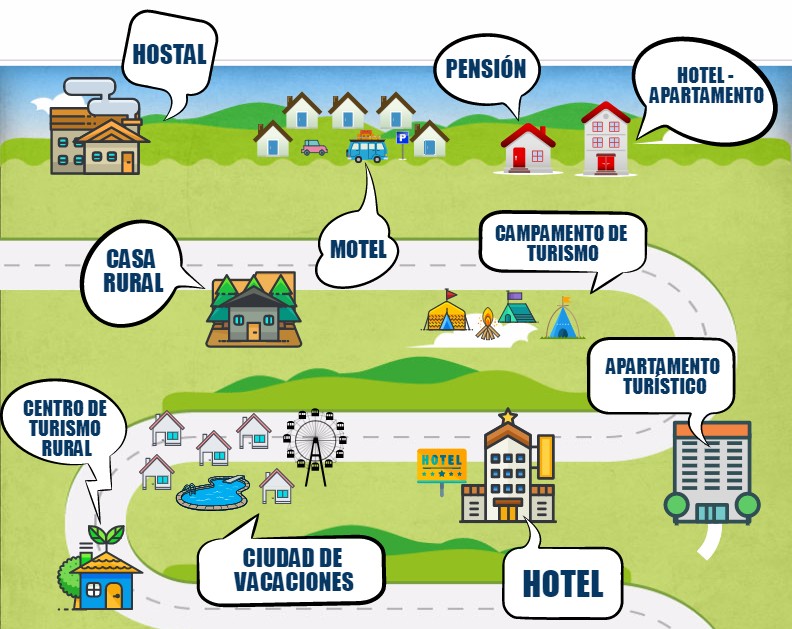 HOSTAL
PENSIÓN
HOTEL -
APARTAMENTO
P
MOTEL
CASA
RURAL
CAMPAMENTO DE
TURISMO
APARTAMENTO
TURÍSTICO
CENTRO DE
TURISMO
RURAL
HOTEL
CIUDAD DE
VACACIONES
HOTEL